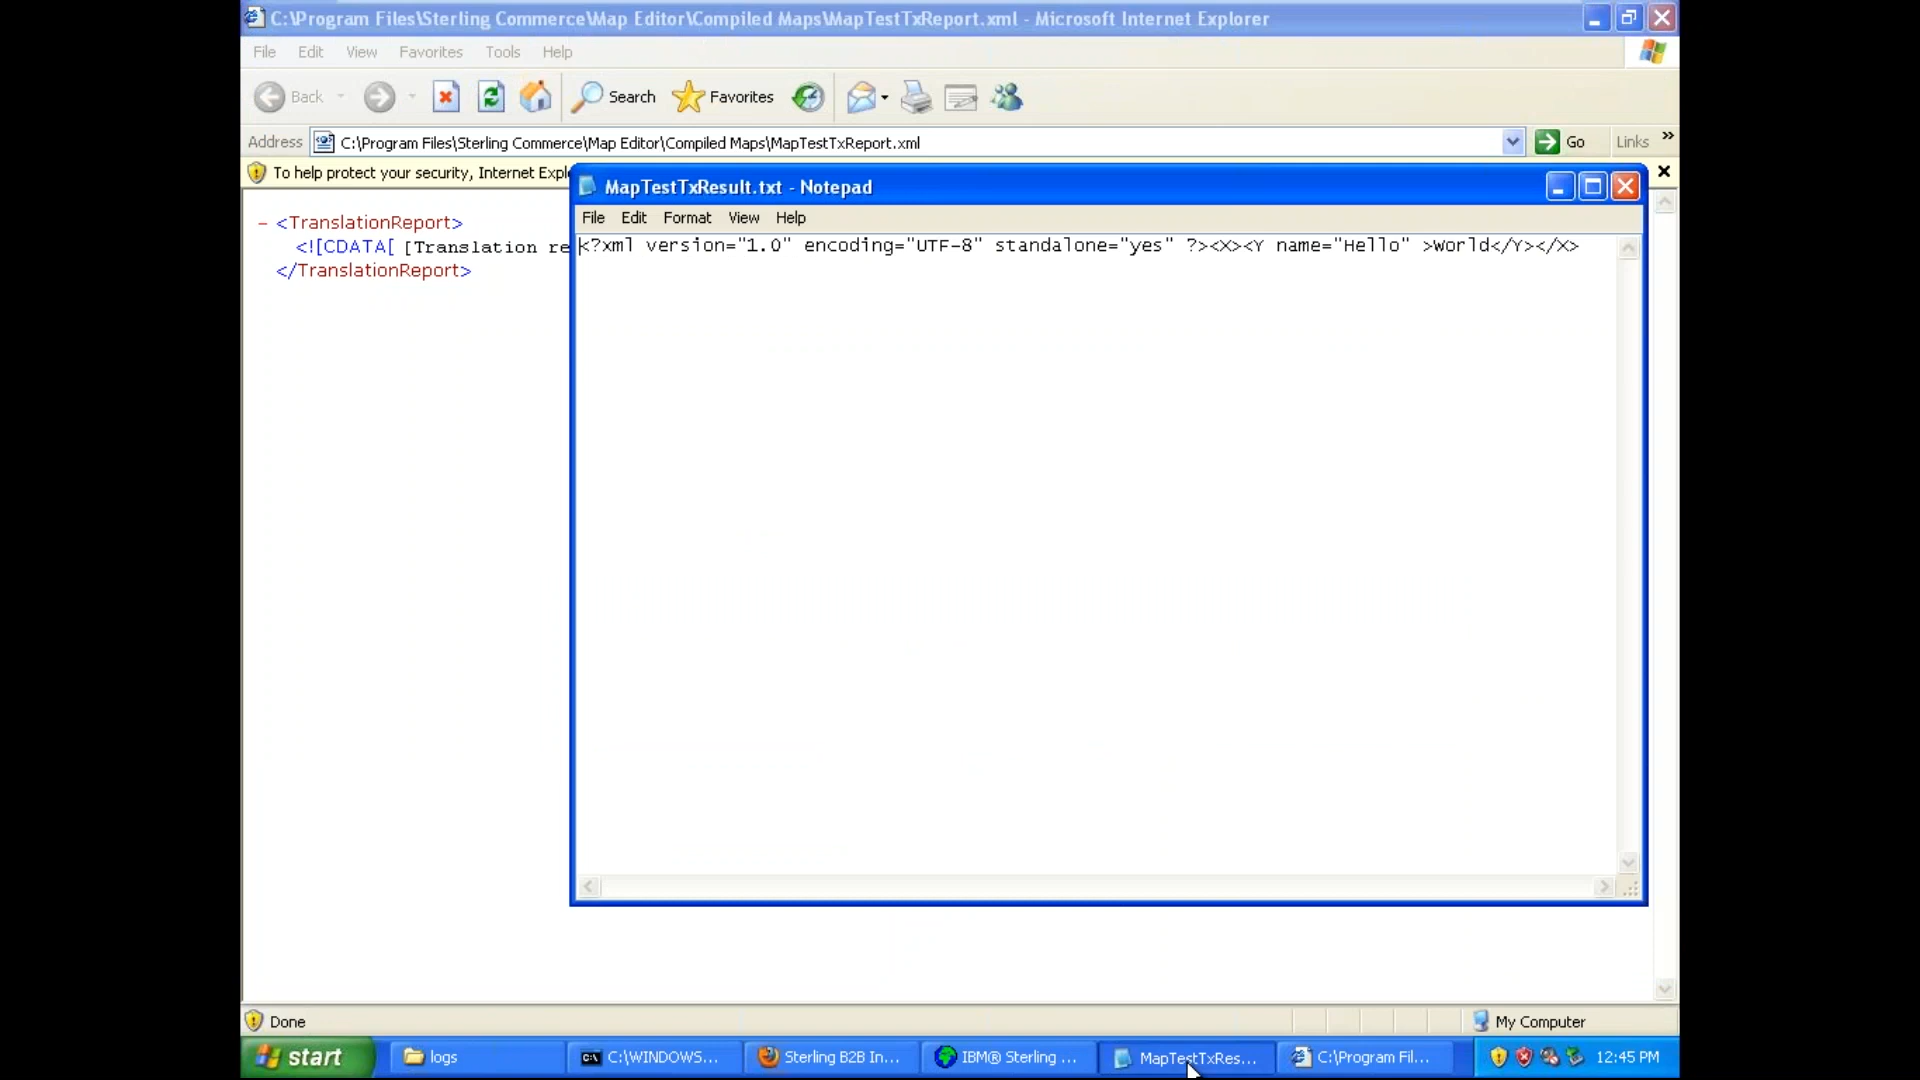 C:\Program Files\Sterling Commerce\Map Editor\Compiled Maps\MapTestTxReport.xml - Microsoft Internet Explorer
File Edit View Favorites Tools Help
Back Search Favorites
Address C:\Program Files\Sterling Commerce\Map Editor\Compiled Maps\MapTestTxReport.xml Go Links »
To help protect your security, Internet Expl
MapTestTxResult.txt - Notepad
File Edit Format View Help
<?xml version="1.0" encoding="UTF-8" standalone="yes" ?><X><Y name="Hello" >World</Y></X>
- <TranslationReport>
<![CDATA[ [Translation re
</TranslationReport>
Done My Computer
start logs C:\WINDOWS... Sterling B2B In... IBM® Sterling ... MapTestTxRes... C:\Program Fil... 12:45 PM